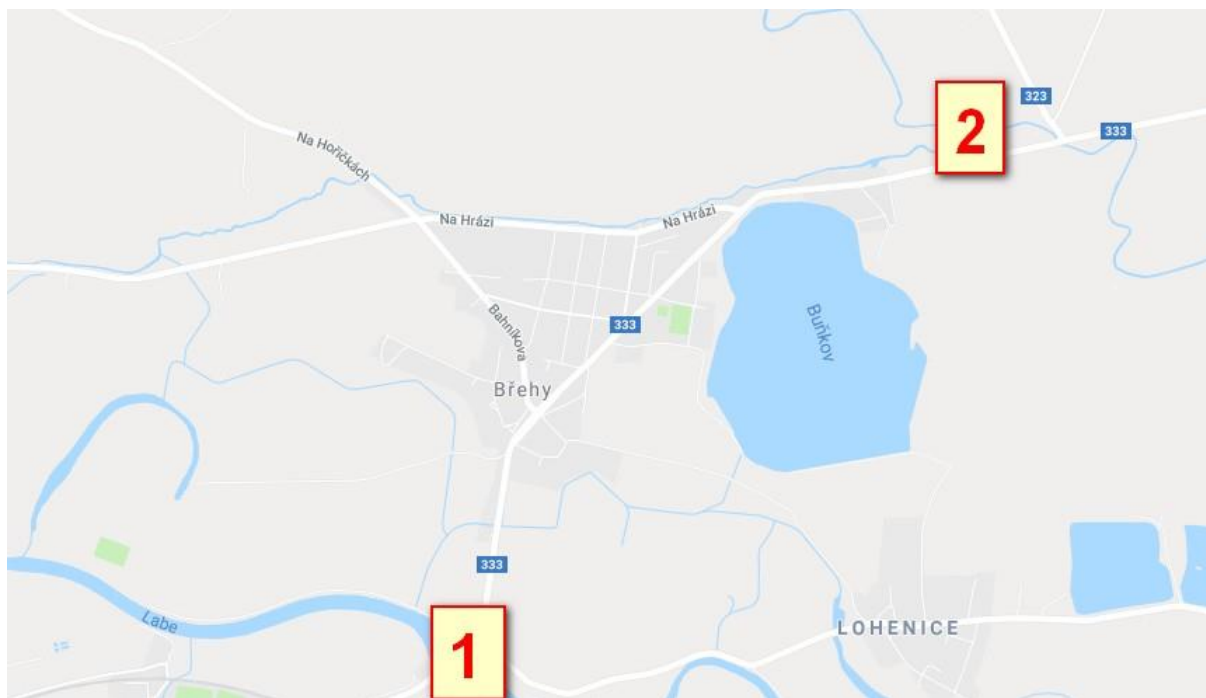 323
2
333
Na Hořičkách
Na Hrázi
Na Hrázi
Buňkov
333
Bahníkova
Břehy
333
Labe
1
LOHENICE